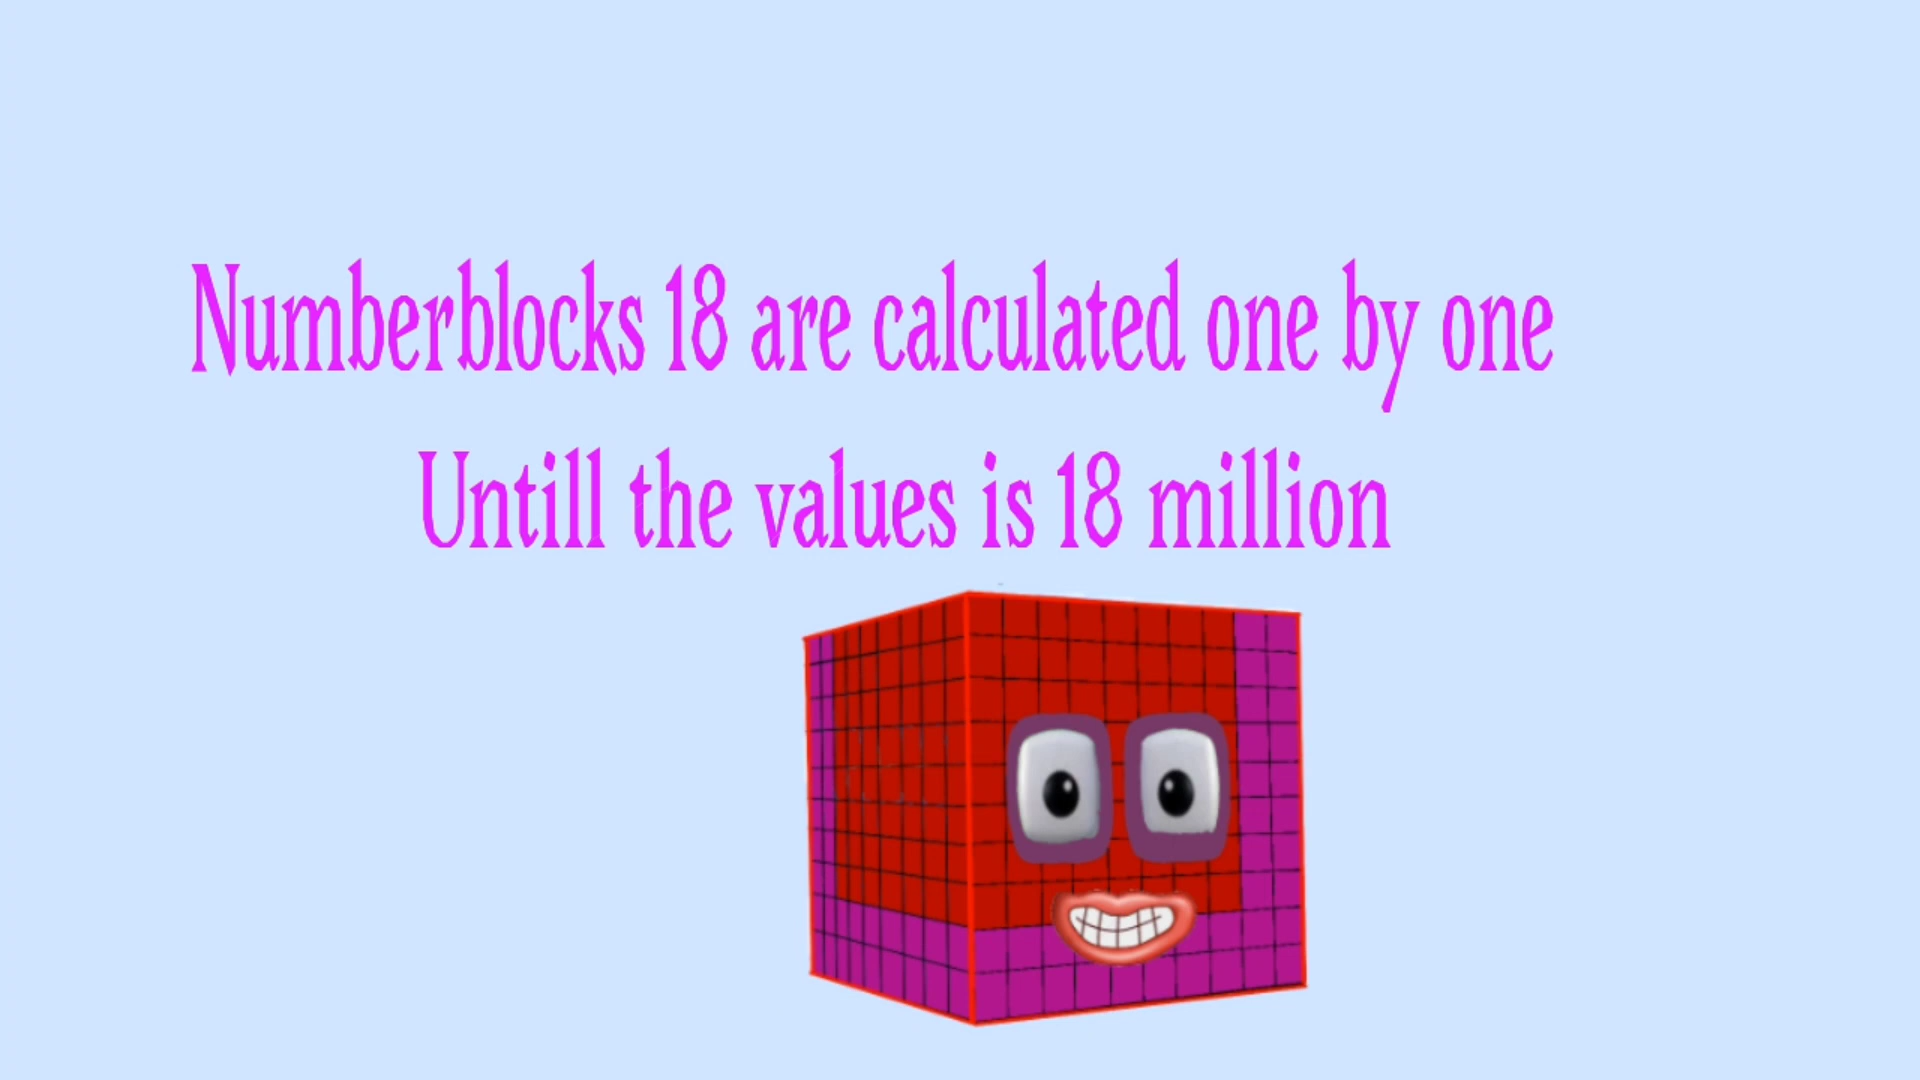 Numberblocks 18 are calculated one by one
Untill the values is 18 million